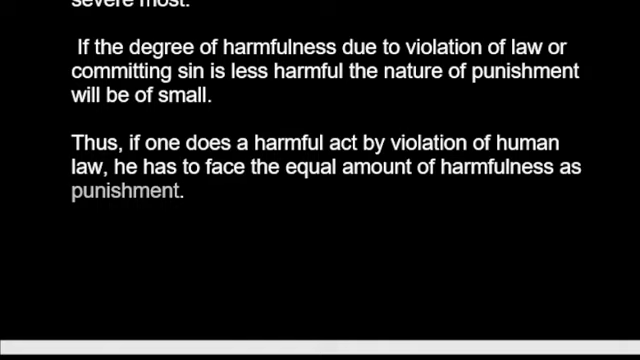 severe most.
If the degree of harmfulness due to violation of law or
committing sin is less harmful the nature of punishment
will be of small.
Thus, if one does a harmful act by violation of human
law, he has to face the equal amount of harmfulness as
punishment.